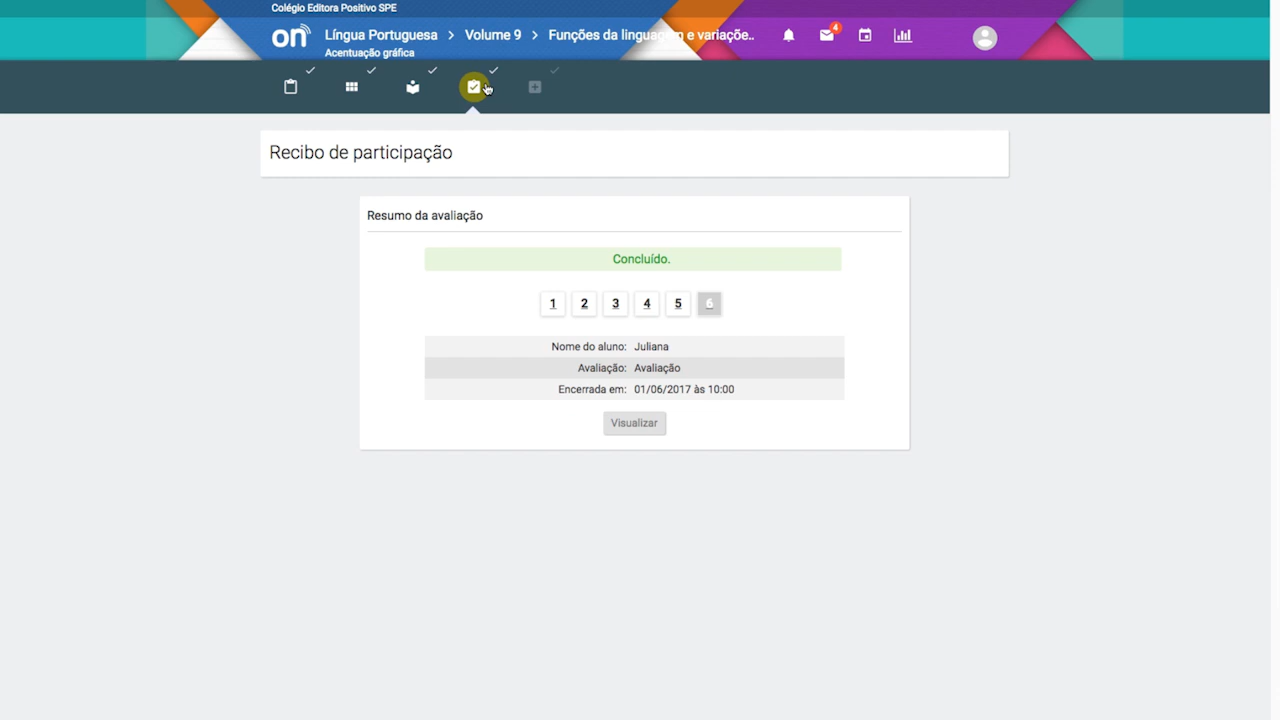 Colégio Editora Positivo SPE
on
Língua Portuguesa > Volume 9 > Funções da linguagem e variaçõe..
4
Acentuação gráfica
Recibo de participação
Resumo da avaliação
Concluído.
1 2 3 4 5 6
Nome do aluno: Juliana
Avaliação: Avaliação
Encerrada em: 01/06/2017 às 10:00
Visualizar